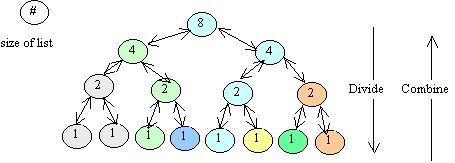 #
size of list
8
4 4
2 2 2 2
Divide Combine
1 1 1 1 1 1 1 1